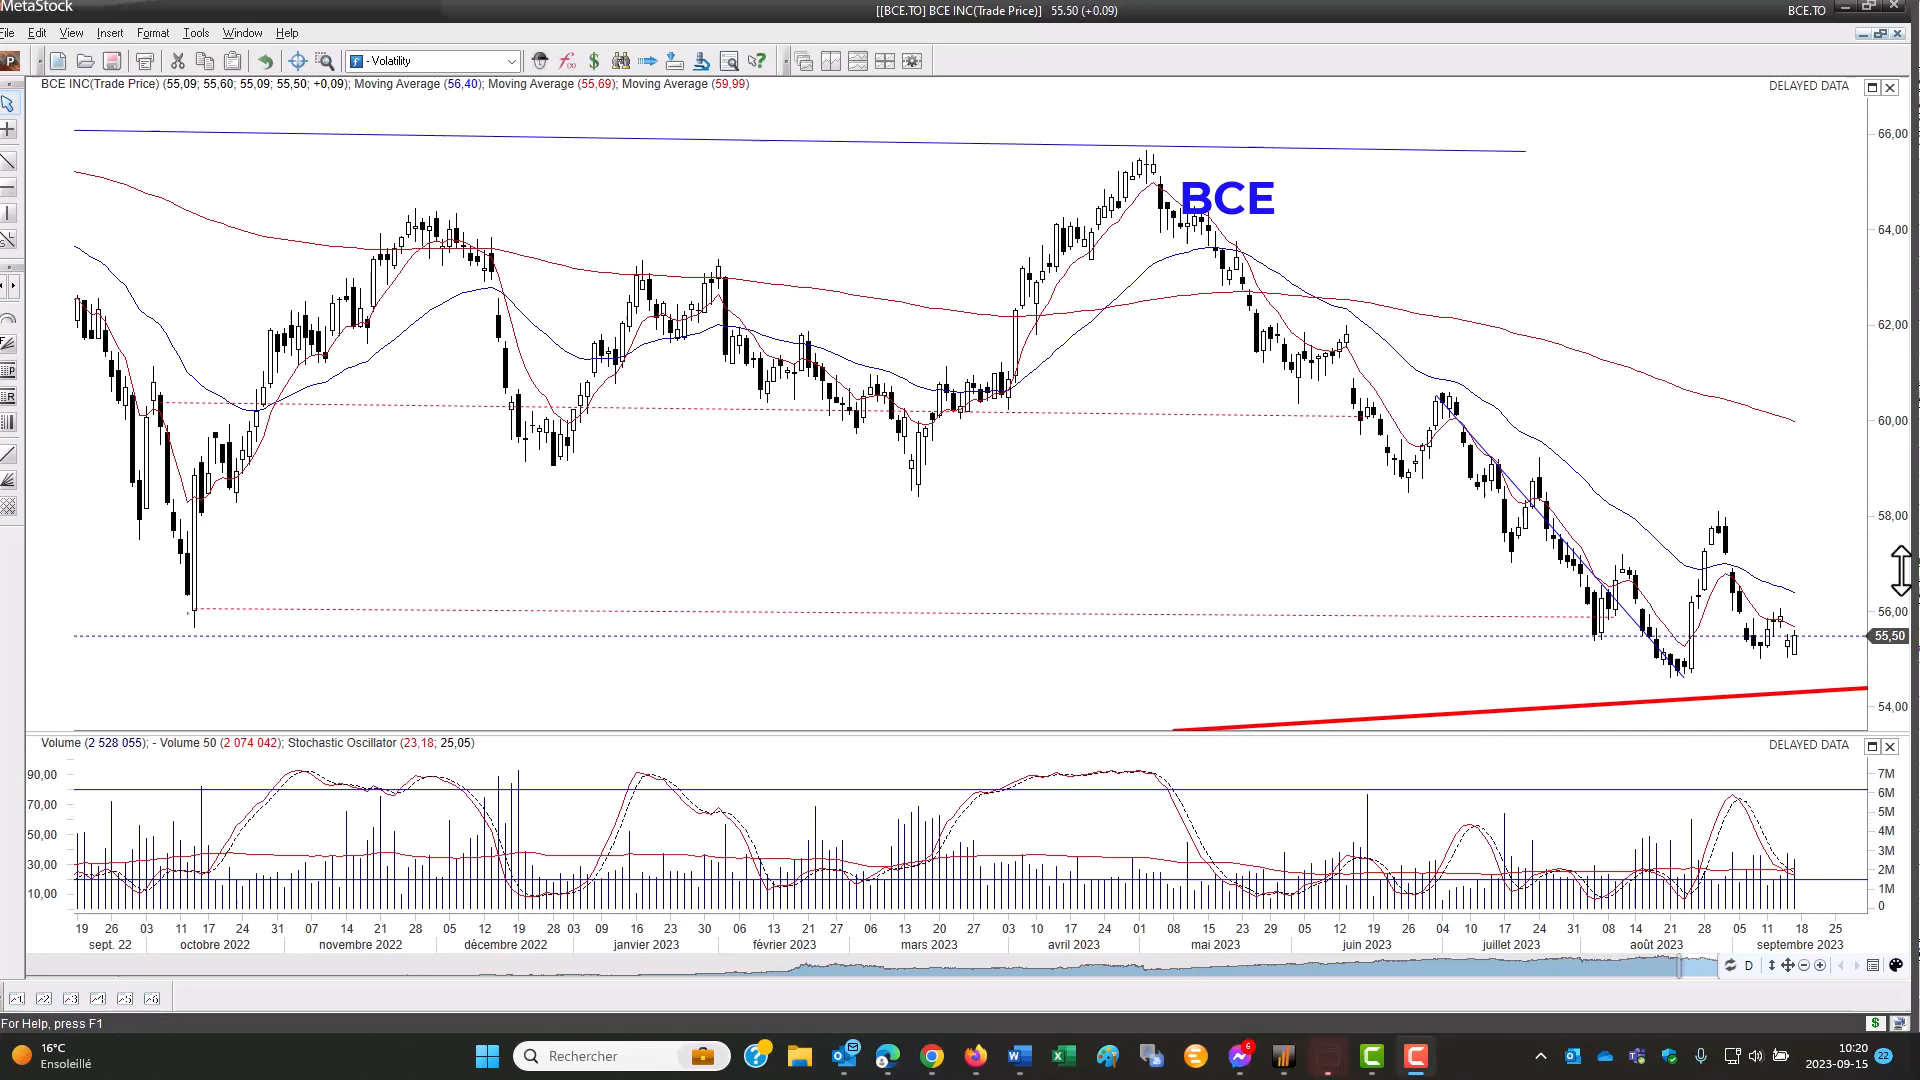 MetaStock
[[BCE.TO] BCE INC(Trade Price)]   55.50 (+0.09)
BCE.TO
File Edit View Insert Format Tools Window Help
- Volatility
BCE INC(Trade Price) (55,09; 55,60; 55,09; 55,50; +0,09); Moving Average (56,40); Moving Average (55,69); Moving Average (59,99)
DELAYED DATA
BCE
66,00
64,00
62,00
60,00
58,00
56,00
55,50
54,00
Volume (2 528 055); - Volume 50 (2 074 042); Stochastic Oscillator (23,18; 25,05)
DELAYED DATA
90,00
70,00
50,00
30,00
10,00
7M
6M
5M
4M
3M
2M
1M
0
19 26 03 11 17 24 31 07 14 21 28 05 12 19 28 03 09 16 23 30 06 13 21 27 06 13 20 27 03 10 17 24 01 08 15 23 29 05 12 19 26 04 10 17 24 31 08 14 21 28 05 11 18 25
sept. 22 octobre 2022 novembre 2022 décembre 2022 janvier 2023 février 2023 mars 2023 avril 2023 mai 2023 juin 2023 juillet 2023 août 2023 septembre 2023
D
For Help, press F1
16°C
Ensoleillé
Rechercher
6
10:20
2023-09-15
22